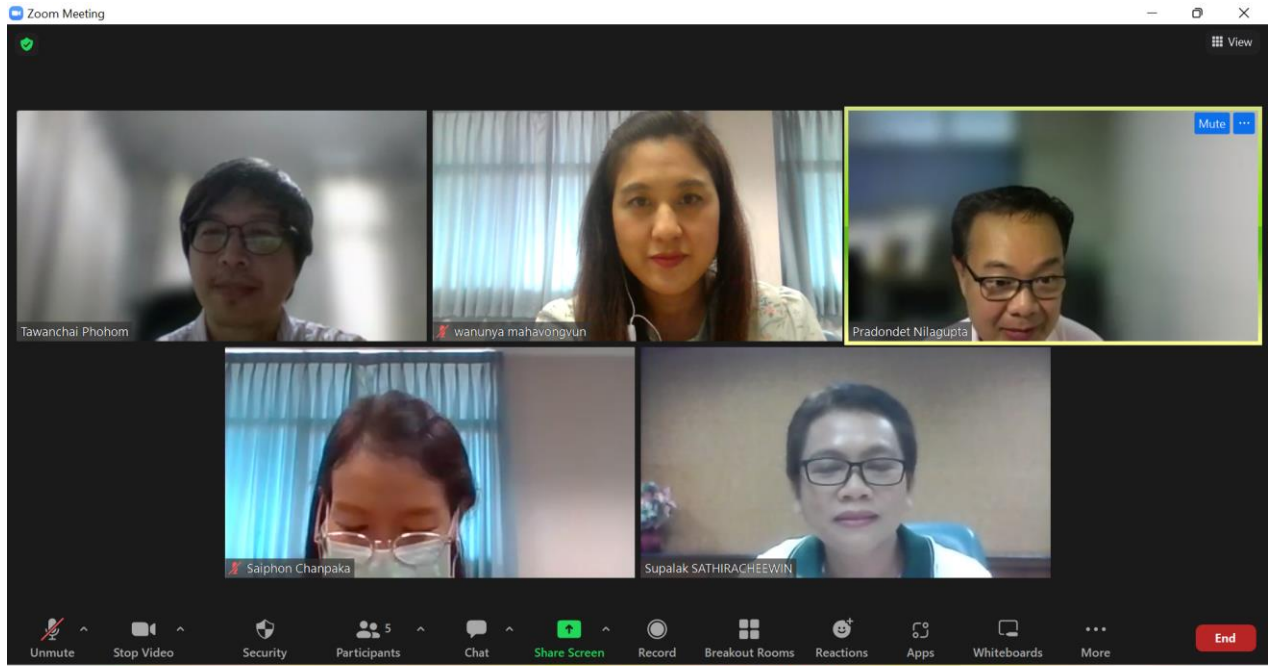 Zoom Meeting
View
Mute
Tawanchai Phohom
wanunya mahavongvun
Pradondet Nilagupta
Saiphon Chanpaka
Supalak SATHIRACHEEWIN
5
Unmute
Stop Video
Security
Participants
Chat
Share Screen
Record
Breakout Rooms
Reactions
Apps
Whiteboards
More
End